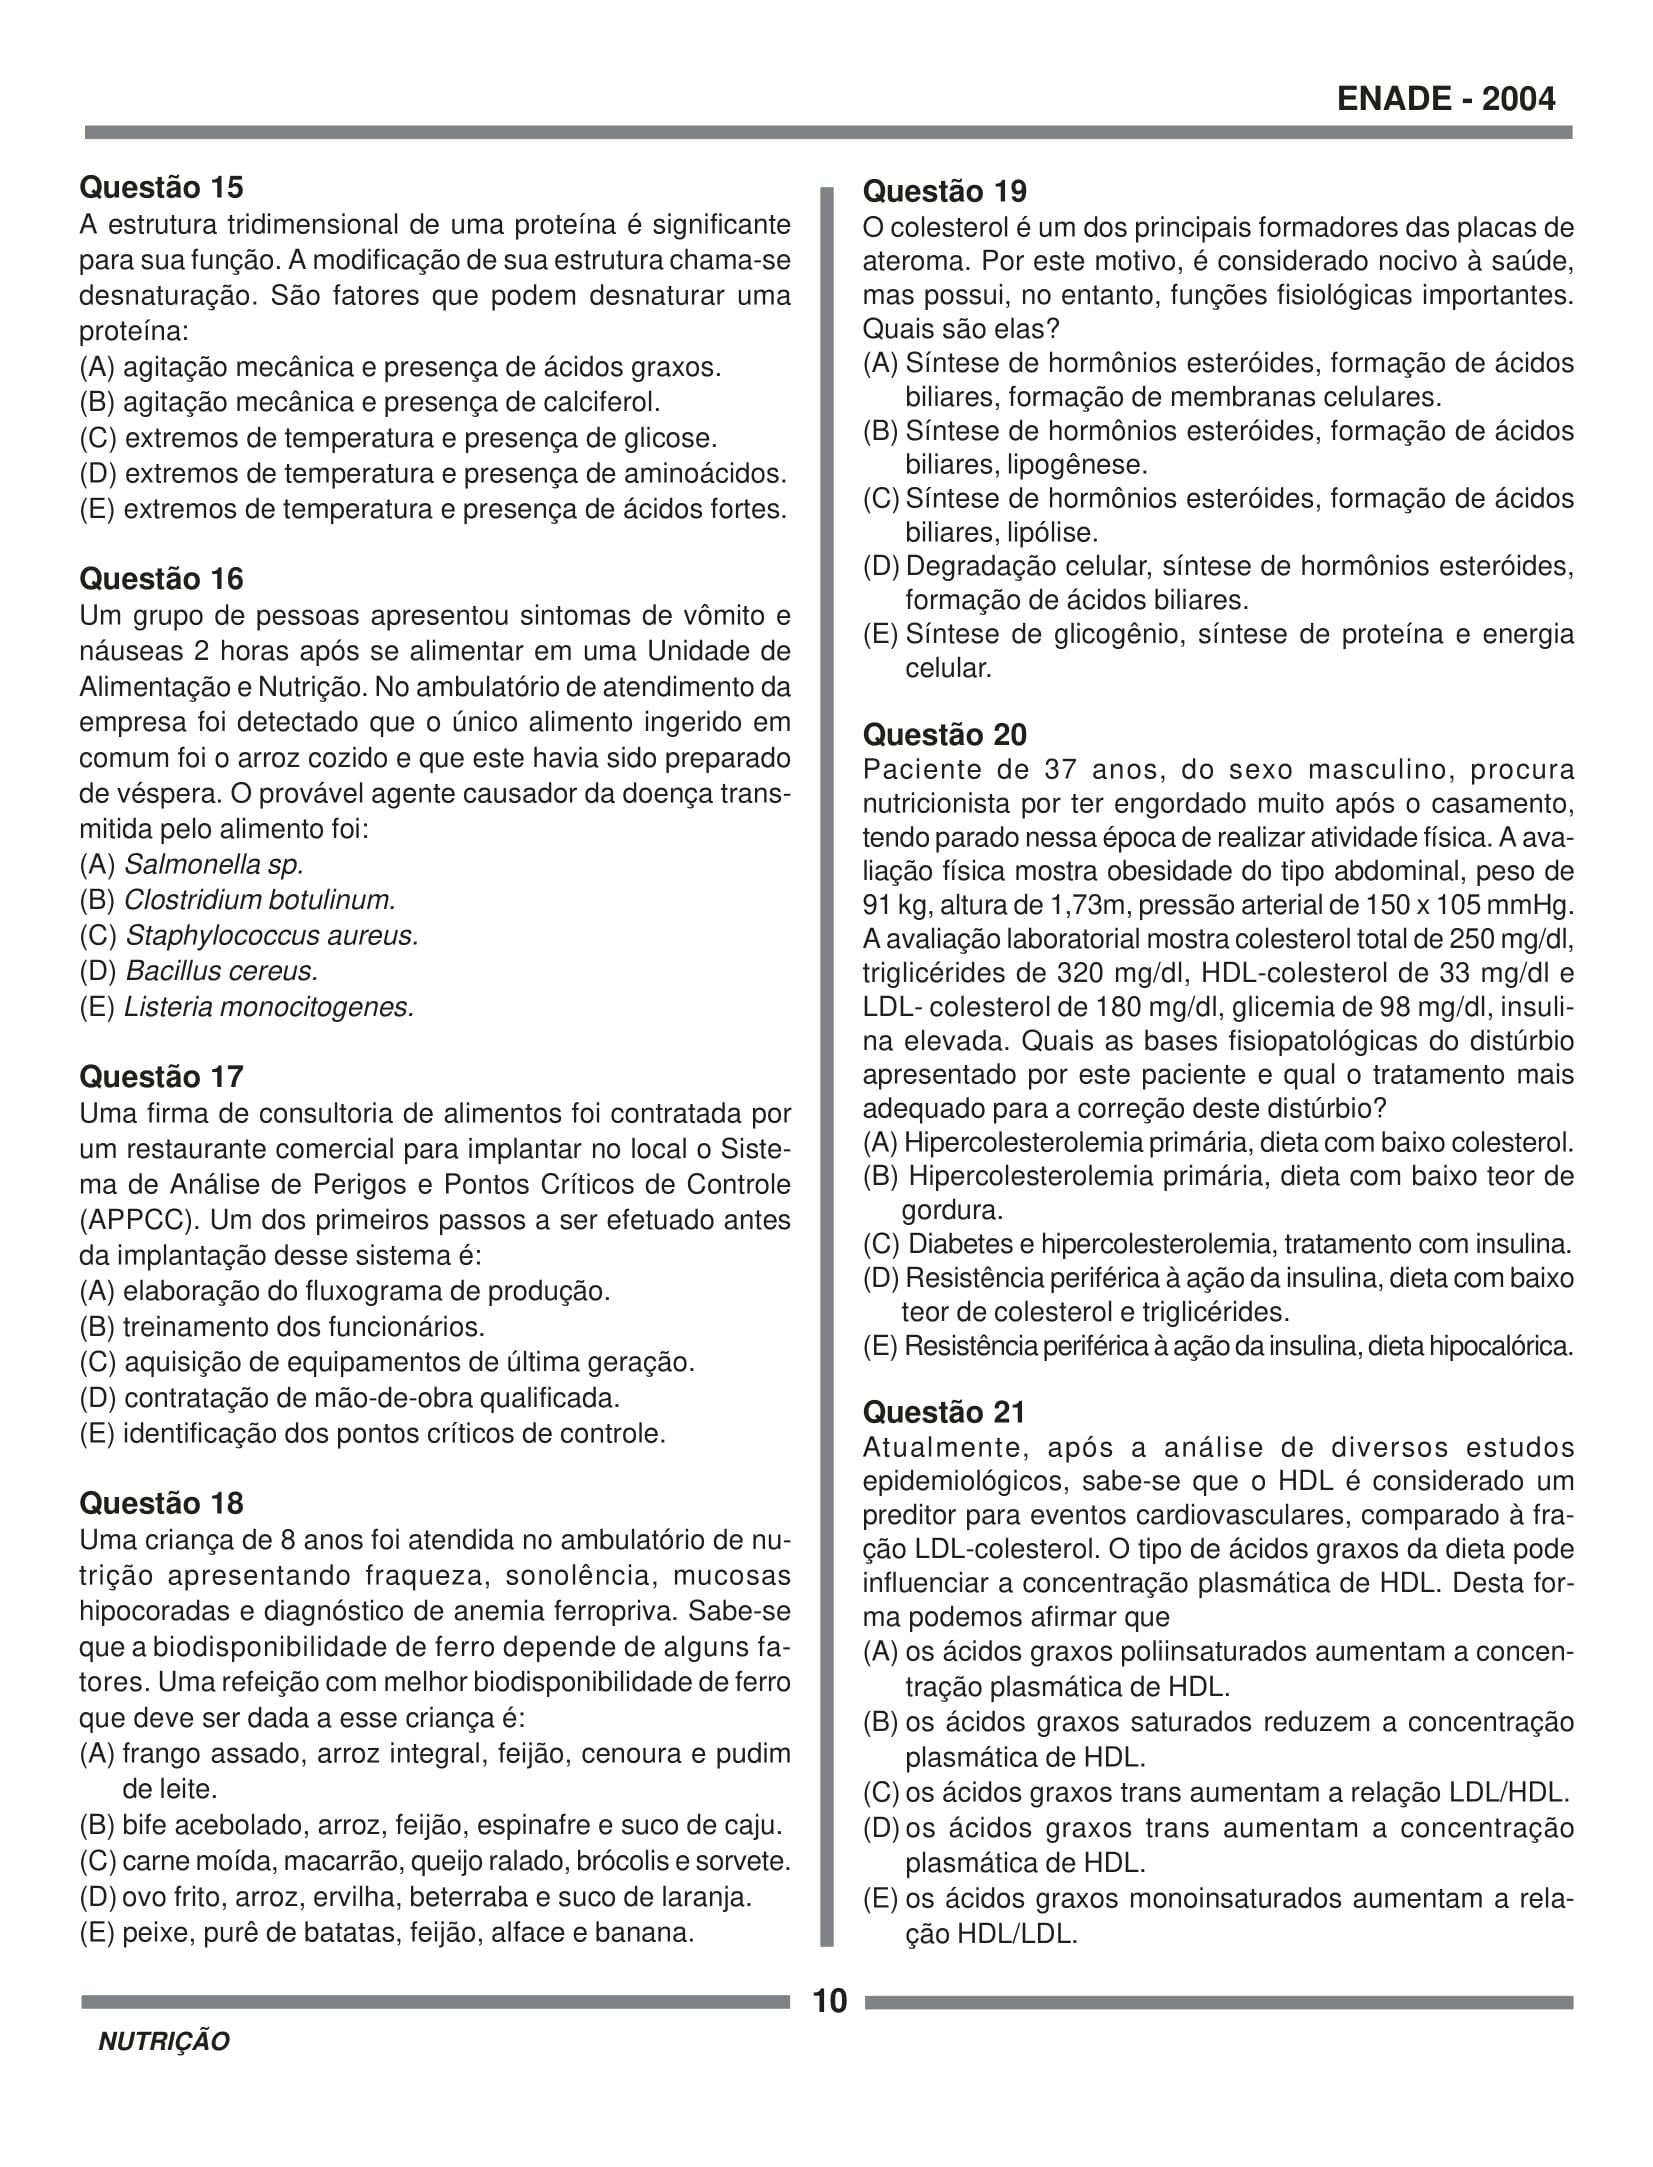 ENADE - 2004
Questão 15
A estrutura tridimensional de uma proteína é significante
para sua função. A modificação de sua estrutura chama-se
desnaturação. São fatores que podem desnaturar uma
proteína:
(A) agitação mecânica e presença de ácidos graxos.
(B) agitação mecânica e presença de calciferol.
(C) extremos de temperatura e presença de glicose.
(D) extremos de temperatura e presença de aminoácidos.
(E) extremos de temperatura e presença de ácidos fortes.
Questão 16
Um grupo de pessoas apresentou sintomas de vômito e
náuseas 2 horas após se alimentar em uma Unidade de
Alimentação e Nutrição. No ambulatório de atendimento da
empresa foi detectado que o único alimento ingerido em
comum foi o arroz cozido e que este havia sido preparado
de véspera. O provável agente causador da doença trans-
mitida pelo alimento foi:
(A) Salmonella sp.
(B) Clostridium botulinum.
(C) Staphylococcus aureus.
(D) Bacillus cereus.
(E) Listeria monocitogenes.
Questão 17
Uma firma de consultoria de alimentos foi contratada por
um restaurante comercial para implantar no local o Siste-
ma de Análise de Perigos e Pontos Críticos de Controle
(APPCC). Um dos primeiros passos a ser efetuado antes
da implantação desse sistema é:
(A) elaboração do fluxograma de produção.
(B) treinamento dos funcionários.
(C) aquisição de equipamentos de última geração.
(D) contratação de mão-de-obra qualificada.
(E) identificação dos pontos críticos de controle.
Questão 18
Uma criança de 8 anos foi atendida no ambulatório de nu-
trição apresentando fraqueza, sonolência, mucosas
hipocoradas e diagnóstico de anemia ferropriva. Sabe-se
que a biodisponibilidade de ferro depende de alguns fa-
tores. Uma refeição com melhor biodisponibilidade de ferro
que deve ser dada a esse criança é:
(A) frango assado, arroz integral, feijão, cenoura e pudim
de leite.
(B) bife acebolado, arroz, feijão, espinafre e suco de caju.
(C) carne moída, macarrão, queijo ralado, brócolis e sorvete.
(D) ovo frito, arroz, ervilha, beterraba e suco de laranja.
(E) peixe, purê de batatas, feijão, alface e banana.
Questão 19
O colesterol é um dos principais formadores das placas de
ateroma. Por este motivo, é considerado nocivo à saúde,
mas possui, no entanto, funções fisiológicas importantes.
Quais são elas?
(A) Síntese de hormônios esteróides, formação de ácidos
biliares, formação de membranas celulares.
(B) Síntese de hormônios esteróides, formação de ácidos
biliares, lipogênese.
(C) Síntese de hormônios esteróides, formação de ácidos
biliares, lipólise.
(D) Degradação celular, síntese de hormônios esteróides,
formação de ácidos biliares.
(E) Síntese de glicogênio, síntese de proteína e energia
celular.
Questão 20
Paciente de 37 anos, do sexo masculino, procura
nutricionista por ter engordado muito após o casamento,
tendo parado nessa época de realizar atividade física. A ava-
liação física mostra obesidade do tipo abdominal, peso de
91 kg, altura de 1,73m, pressão arterial de 150 x 105 mmHg.
A avaliação laboratorial mostra colesterol total de 250 mg/dl,
triglicérides de 320 mg/dl, HDL-colesterol de 33 mg/dl e
LDL- colesterol de 180 mg/dl, glicemia de 98 mg/dl, insuli-
na elevada. Quais as bases fisiopatológicas do distúrbio
apresentado por este paciente e qual o tratamento mais
adequado para a correção deste distúrbio?
(A) Hipercolesterolemia primária, dieta com baixo colesterol.
(B) Hipercolesterolemia primária, dieta com baixo teor de
gordura.
(C) Diabetes e hipercolesterolemia, tratamento com insulina.
(D) Resistência periférica à ação da insulina, dieta com baixo
teor de colesterol e triglicérides.
(E) Resistência periférica à ação da insulina, dieta hipocalórica.
Questão 21
Atualmente, após a análise de diversos estudos
epidemiológicos, sabe-se que o HDL é considerado um
preditor para eventos cardiovasculares, comparado à fra-
ção LDL-colesterol. O tipo de ácidos graxos da dieta pode
influenciar a concentração plasmática de HDL. Desta for-
ma podemos afirmar que
(A) os ácidos graxos poliinsaturados aumentam a concen-
tração plasmática de HDL.
(B) os ácidos graxos saturados reduzem a concentração
plasmática de HDL.
(C) os ácidos graxos trans aumentam a relação LDL/HDL.
(D) os ácidos graxos trans aumentam a concentração
plasmática de HDL.
(E) os ácidos graxos monoinsaturados aumentam a rela-
ção HDL/LDL.
10
NUTRIÇÃO